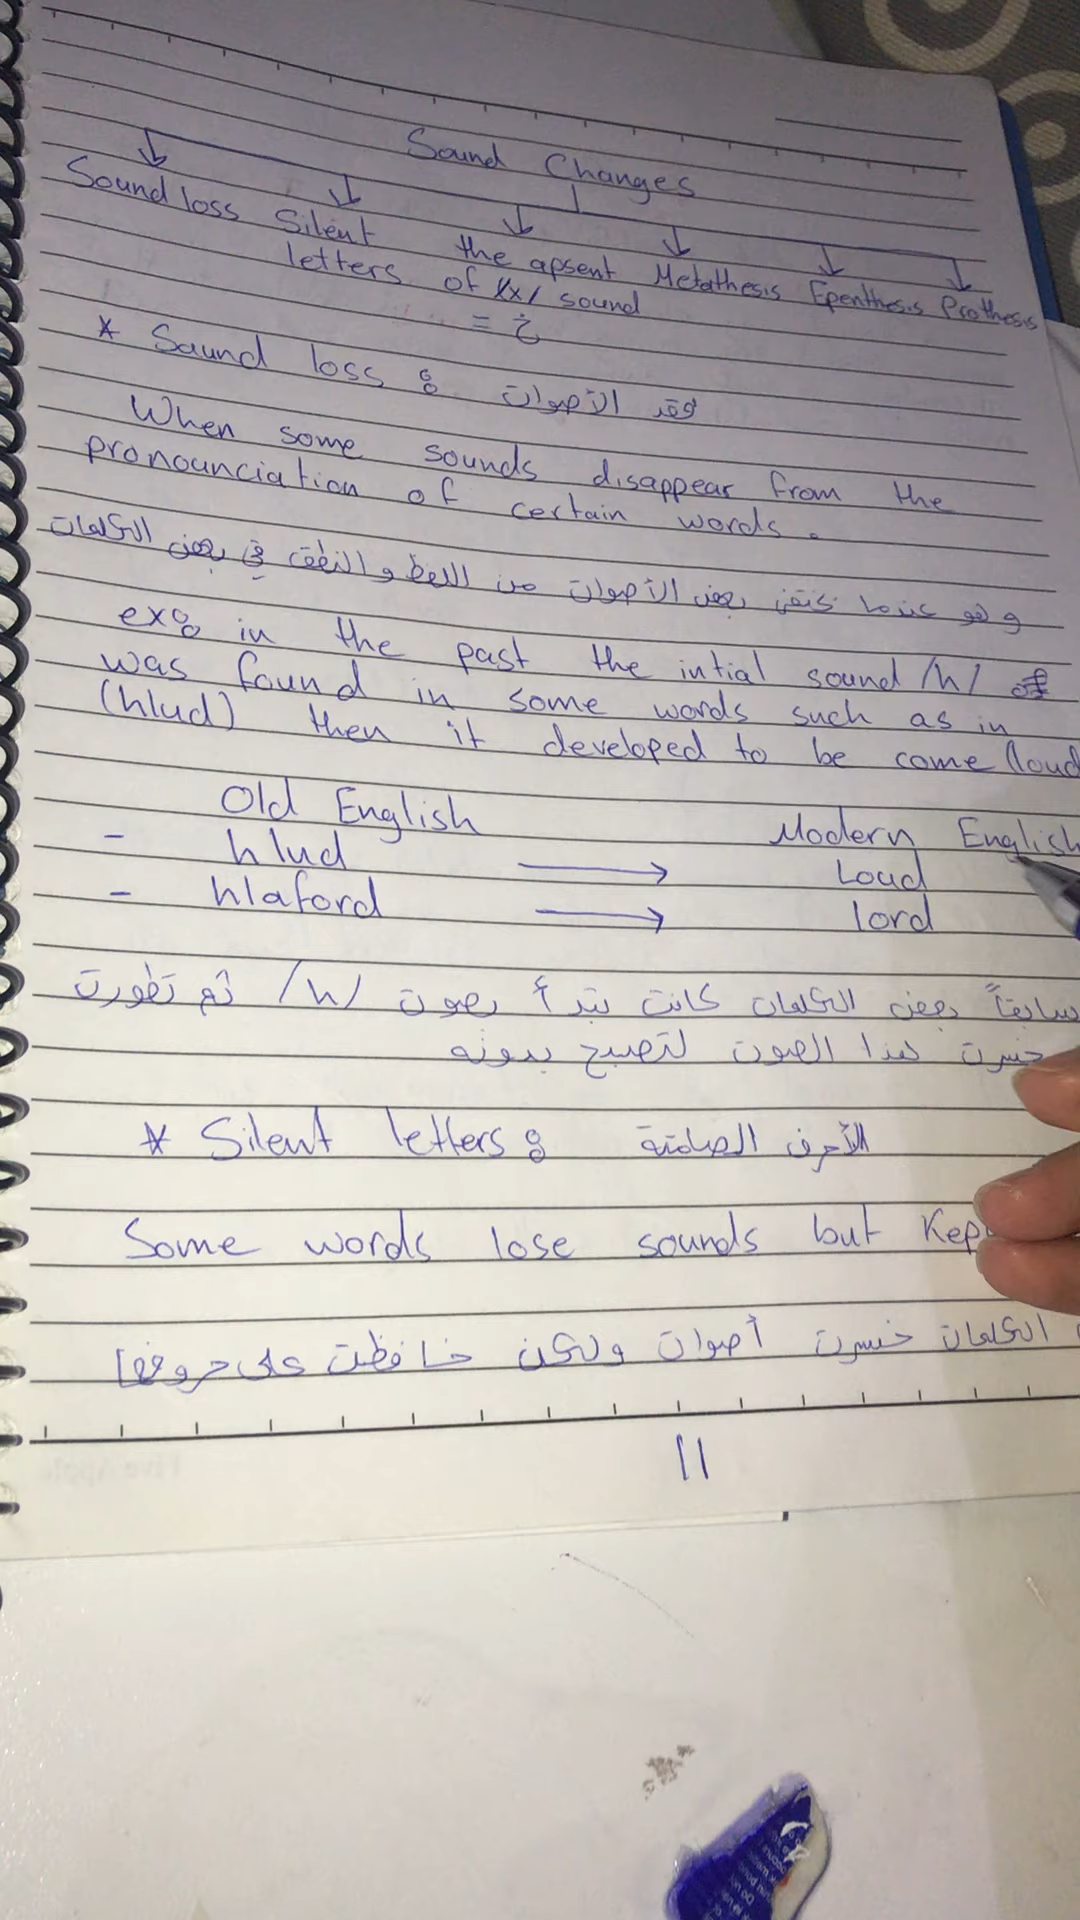 Sound Changes
Sound loss Silent letters the apsent of /x/ sound = خ Metathesis Epenthesis Prothesis
* Saund loss : فقد الأصوات
When some sounds disappear from the
pronounciation of certain words.
و هو عندما تختفي بعض الأصوات من اللفظ والنطق في بعض الكلمات
ex: in the past the intial sound /h/
was found in some words such as in
(hlud) then it developed to be come (loud
Old English Modern English
- hlud → Loud
- hlaford → lord
سابقاً بعض الكلمات كانت تبدأ بصوت /h/ ثم تطورت
خسرت هذا الصوت لتصبح بدونه
* Silent letters : الأحرف الصامتة
Some words lose sounds but Kep
الكلمات خسرت أصوات ولكن حافظت على حروفها
11